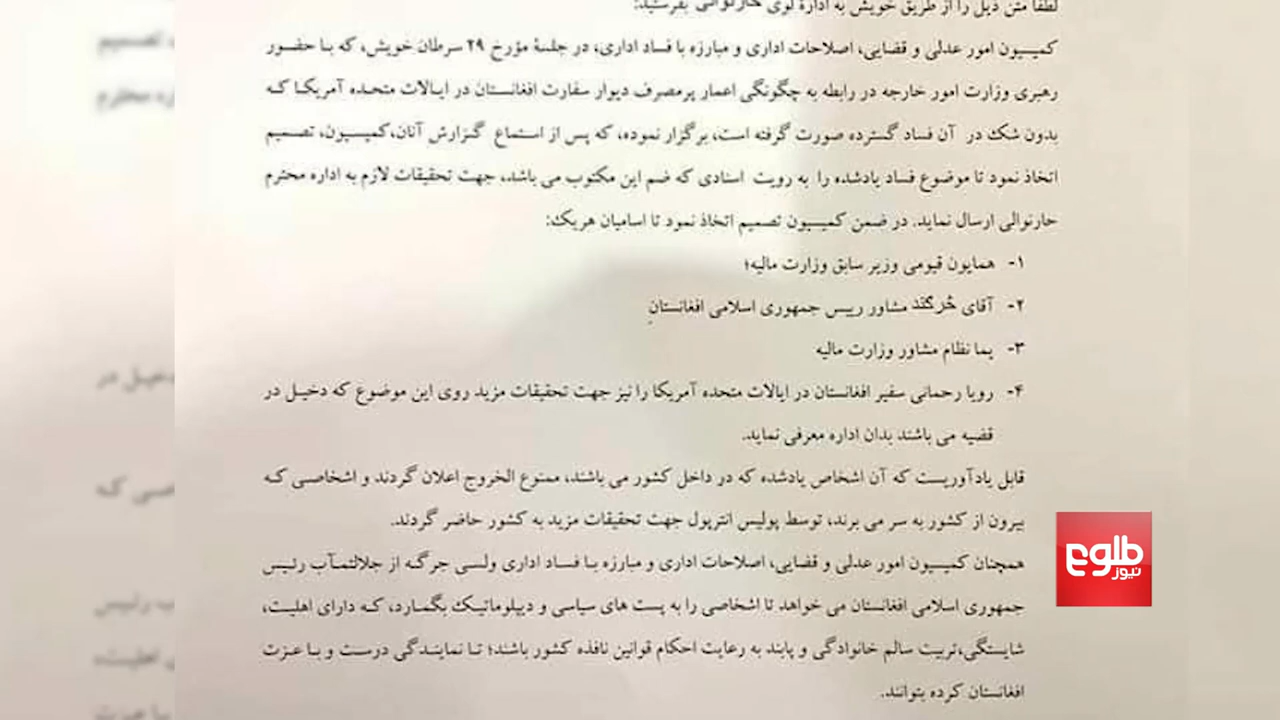 لطفاً متن ذیل را از طریق خویش به ادارهٔ لوی څارنوالی بفرستید:
کمیسیون امور عدلی و قضایی، اصلاحات اداری و مبارزه با فساد اداری، در جلسهٔ مؤرخ ۲۹ سرطان خویش، که با حضور
رهبری وزارت امور خارجه در رابطه به چگونگی اعمار پرمصرف دیوار سفارت افغانستان در ایالات متحده آمریکا که
بدون شک در آن فساد گسترده صورت گرفته است، برگزار نموده، که پس از استماع گزارش آنان،کمیسیون، تصمیم
اتخاذ نمود تا موضوع فساد یادشده را به رویت اسنادی که ضم این مکتوب می باشد، جهت تحقیقات لازم به اداره محترم
حارنوالی ارسال نماید. در ضمن کمیسیون تصمیم اتخاذ نمود تا اسامیان هریک:
۱- همایون قیومی وزیر سابق وزارت مالیه؛
۲- آقای خرگند مشاور رییس جمهوری اسلامی افغانستان
۳- یما نظام مشاور وزارت مالیه
۴- رویا رحمانی سفیر افغانستان در ایالات متحده آمریکا را نیز جهت تحقیقات مزید روی این موضوع که دخیل در
قضیه می باشند بدان اداره معرفی نماید.
قابل یادآوریست که آن اشخاص یادشده که در داخل کشور می باشند، ممنوع الخروج اعلان گردند و اشخاصی که
بیرون از کشور به سر می برند، توسط پولیس انترپول جهت تحقیقات مزید به کشور حاضر گردند.
همچنان کمیسیون امور عدلی و قضایی، اصلاحات اداری و مبارزه با فساد اداری ولسی جرگه از جلالتمآب رئیس
جمهوری اسلامی افغانستان می خواهد تا اشخاصی را به پست های سیاسی و دیپلوماتیک بگمارد، که دارای اهلیت،
شایستگی،تربیت سالم خانوادگی و پابند به رعایت احکام قوانین نافذه کشور باشند؛ تا نمایندگی درست و با عزت
افغانستان کرده بتوانند.
طلوع
نیوز